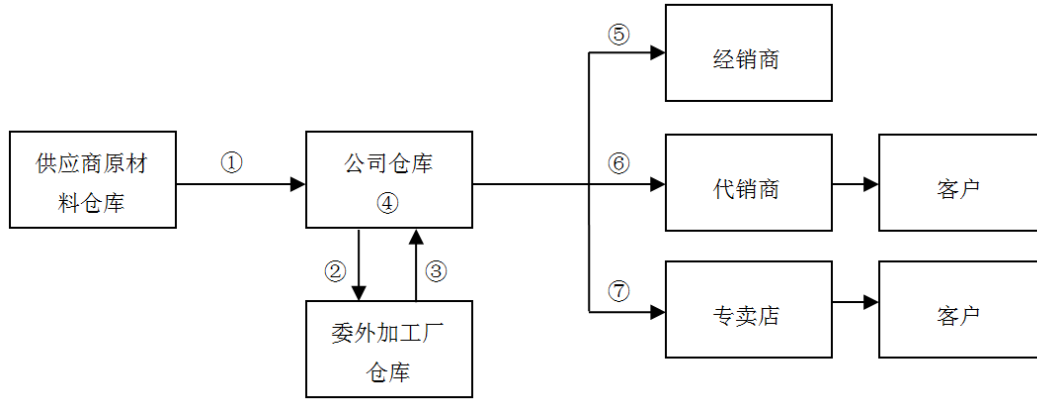 ⑤
经销商
供应商原材
料仓库
①
公司仓库
④
⑥
代销商
客户
②
③
⑦
专卖店
客户
委外加工厂
仓库